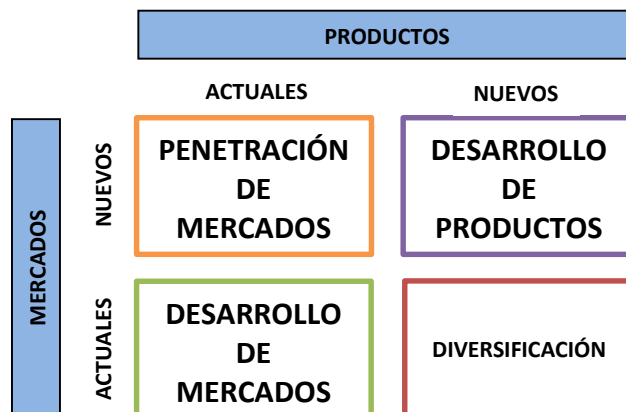 PRODUCTOS
ACTUALES
NUEVOS
MERCADOS
NUEVOS
PENETRACIÓN
DE
MERCADOS
DESARROLLO
DE
PRODUCTOS
ACTUALES
DESARROLLO
DE
MERCADOS
DIVERSIFICACIÓN